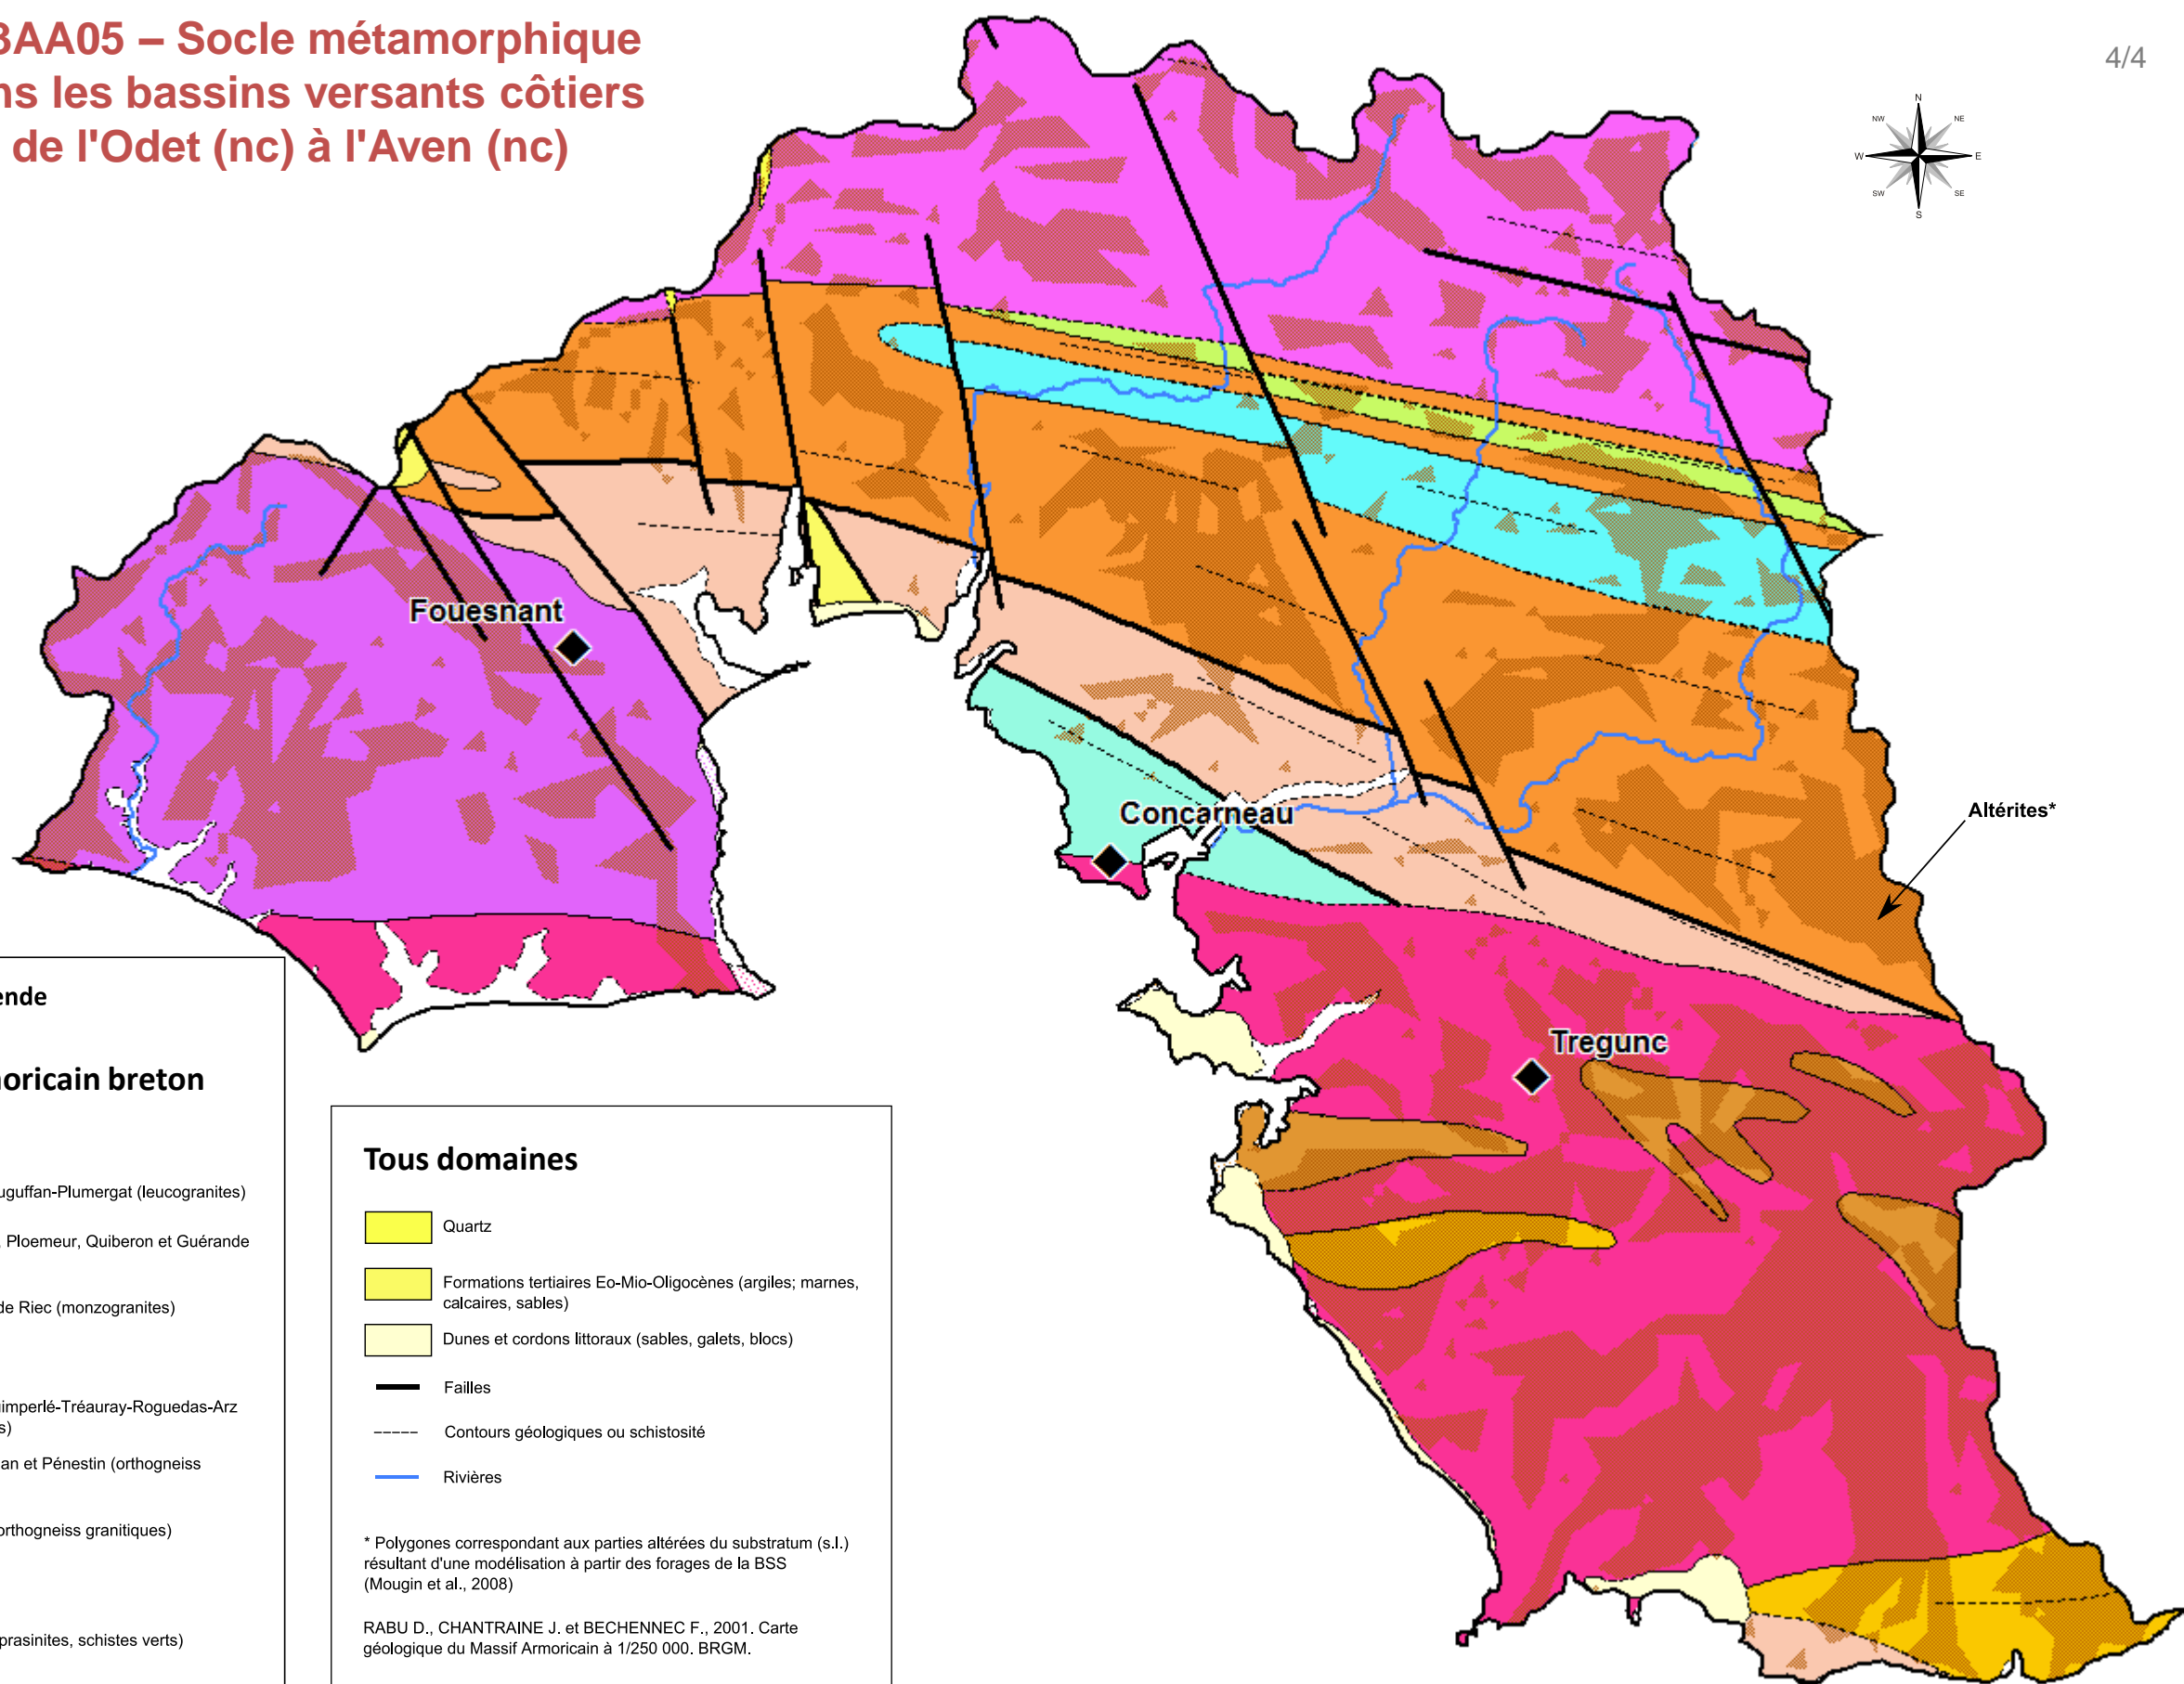 BAA05 – Socle métamorphique
ns les bassins versants côtiers
de l'Odet (nc) à l'Aven (nc)
4/4
N
NW
NE
W
E
SW
SE
S
Fouesnant
Concarneau
Altérites*
Tregunc
ende
noricain breton
uguffan-Plumergat (leucogranites)
, Ploemeur, Quiberon et Guérande
de Riec (monzogranites)
imperlé-Tréauray-Roguedas-Arz
s)
an et Pénestin (orthogneiss
orthogneiss granitiques)
prasinites, schistes verts)
Tous domaines
Quartz
Formations tertiaires Eo-Mio-Oligocènes (argiles; marnes,
calcaires, sables)
Dunes et cordons littoraux (sables, galets, blocs)
Failles
Contours géologiques ou schistosité
Rivières
* Polygones correspondant aux parties altérées du substratum (s.l.)
résultant d'une modélisation à partir des forages de la BSS
(Mougin et al., 2008)
RABU D., CHANTRAINE J. et BECHENNEC F., 2001. Carte
géologique du Massif Armoricain à 1/250 000. BRGM.